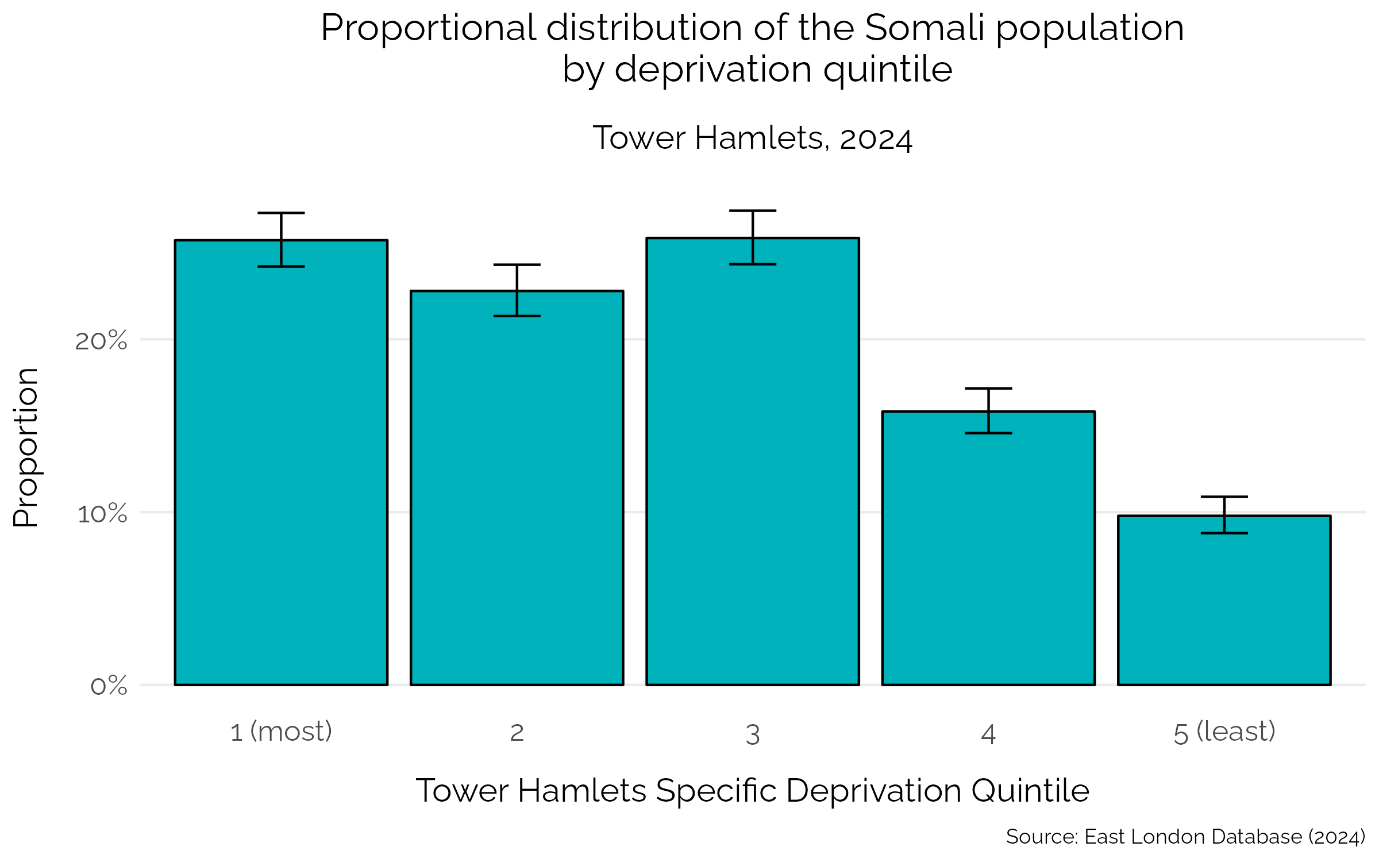 Proportional distribution of the Somali population
by deprivation quintile
Tower Hamlets, 2024
Proportion
20%
10%
0%
1 (most)
2
3
4
5 (least)
Tower Hamlets Specific Deprivation Quintile
Source: East London Database (2024)